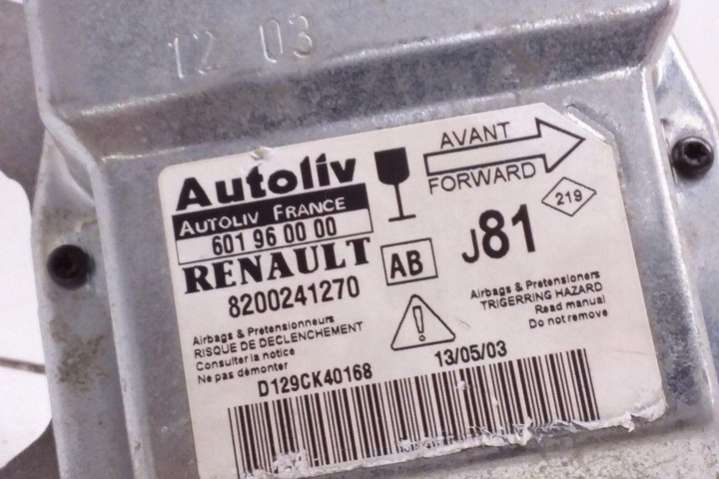 12 03
Autoliv
AUTOLIV FRANCE
601 96 00 00
RENAULT
8200241270
AVANT
FORWARD
219
AB
J81
Airbags & Pretensionneurs
RISQUE DE DECLENCHEMENT
Consulter la notice
Ne pas démonter
Airbags & Pretensioners
TRIGERRING HAZARD
Read manual
Do not remove
13/05/03
D129CK40168